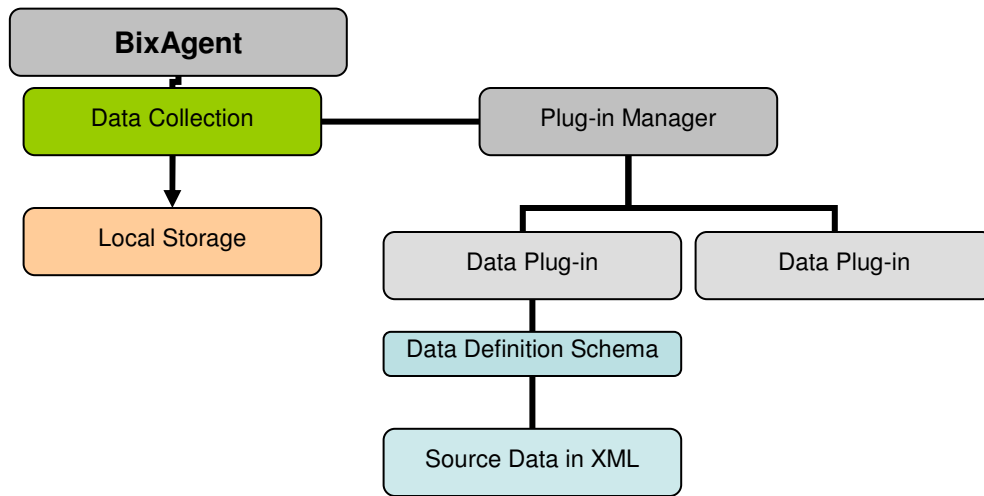 BixAgent
Data Collection
Plug-in Manager
Local Storage
Data Plug-in
Data Plug-in
Data Definition Schema
Source Data in XML